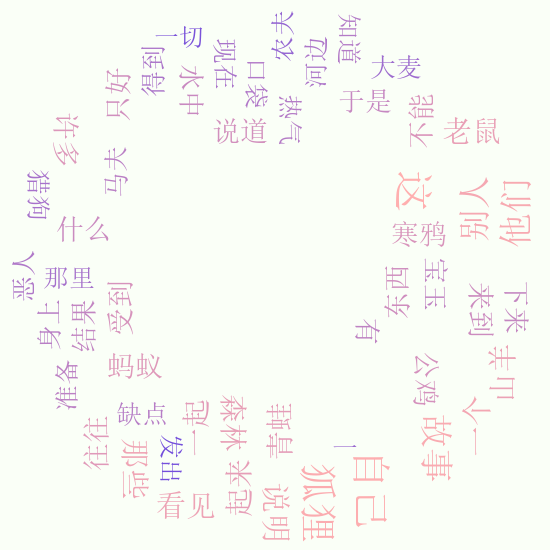 一切
农夫
知道
得到
现在
口袋
河边
大麦
水中
热气
只好
于是
不能
说道
老鼠
许多
马夫
猎狗
这
别人
他们
什么
寒鸦
恶人
那里
受到
东西
宝玉
来到
下来
身上
结果
有
准备
蚂蚁
公鸡
山羊
缺点
一起
森林
青蛙
一个
往往
那些
发出
一
故事
看见
起来
说明
狐狸
自己